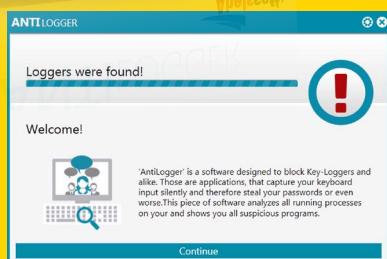 ANTILOGGER
Loggers were found!
Welcome!
'AntiLogger' is a software designed to block Key-Loggers and
alike. Those are applications, that capture your keyboard
input silently and therefore steal your passwords or even
worse.This piece of software analyzes all running processes
on your and shows you all suspicious programs.
Continue